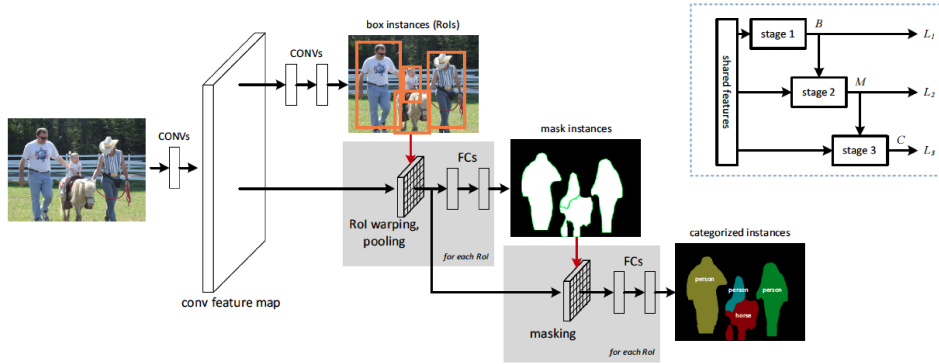 box instances (RoIs)
CONVs
CONVs
conv feature map
RoI warping,
pooling
FCs
for each RoI
mask instances
masking
FCs
for each RoI
categorized instances
person
person
person
horse
shared features
stage 1
B
L1
stage 2
M
L2
stage 3
C
L3